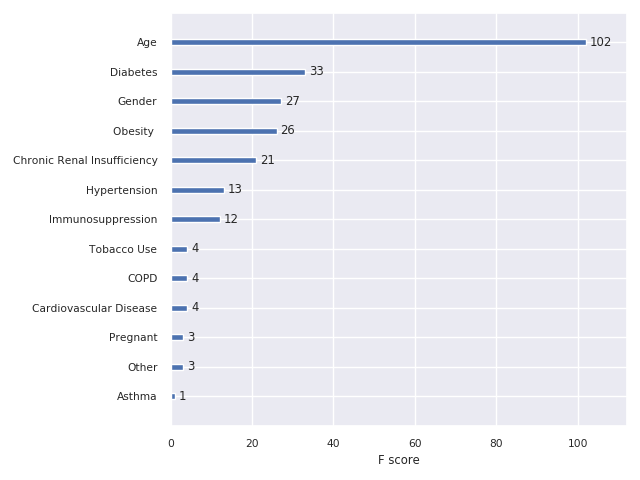 Age 102
Diabetes 33
Gender 27
Obesity 26
Chronic Renal Insufficiency 21
Hypertension 13
Immunosuppression 12
Tobacco Use 4
COPD 4
Cardiovascular Disease 4
Pregnant 3
Other 3
Asthma 1
0 20 40 60 80 100
F score